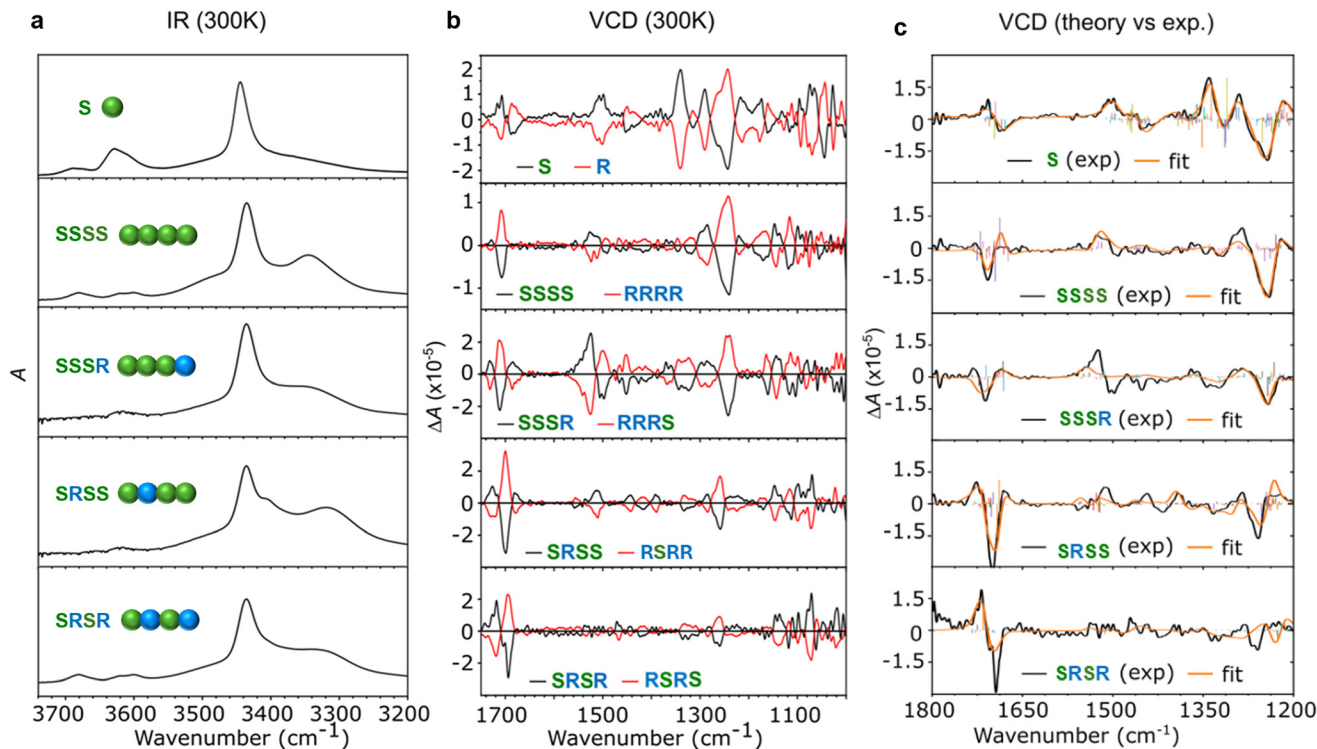 a IR (300K)
S
SSSS
SSSR
SRSS
SRSR
A
3700 3600 3500 3400 3300 3200
Wavenumber (cm-1)
b VCD (300K)
2
1
0
-1
-2
S R
1
0
-1
SSSS RRRR
2
0
-2
SSSR RRRS
2
0
-2
SRSS RSRR
2
0
-2
SRSR RSRS
ΔA (x10-5)
1700 1500 1300 1100
Wavenumber (cm-1)
c VCD (theory vs exp.)
1.5
-1.5
S (exp) fit
1.5
-1.5
SSSS (exp) fit
1.5
-1.5
SSSR (exp) fit
1.5
-1.5
SRSS (exp) fit
1.5
-1.5
SRSR (exp) fit
ΔA (x10-5)
1800 1650 1500 1350 1200
Wavenumber (cm-1)